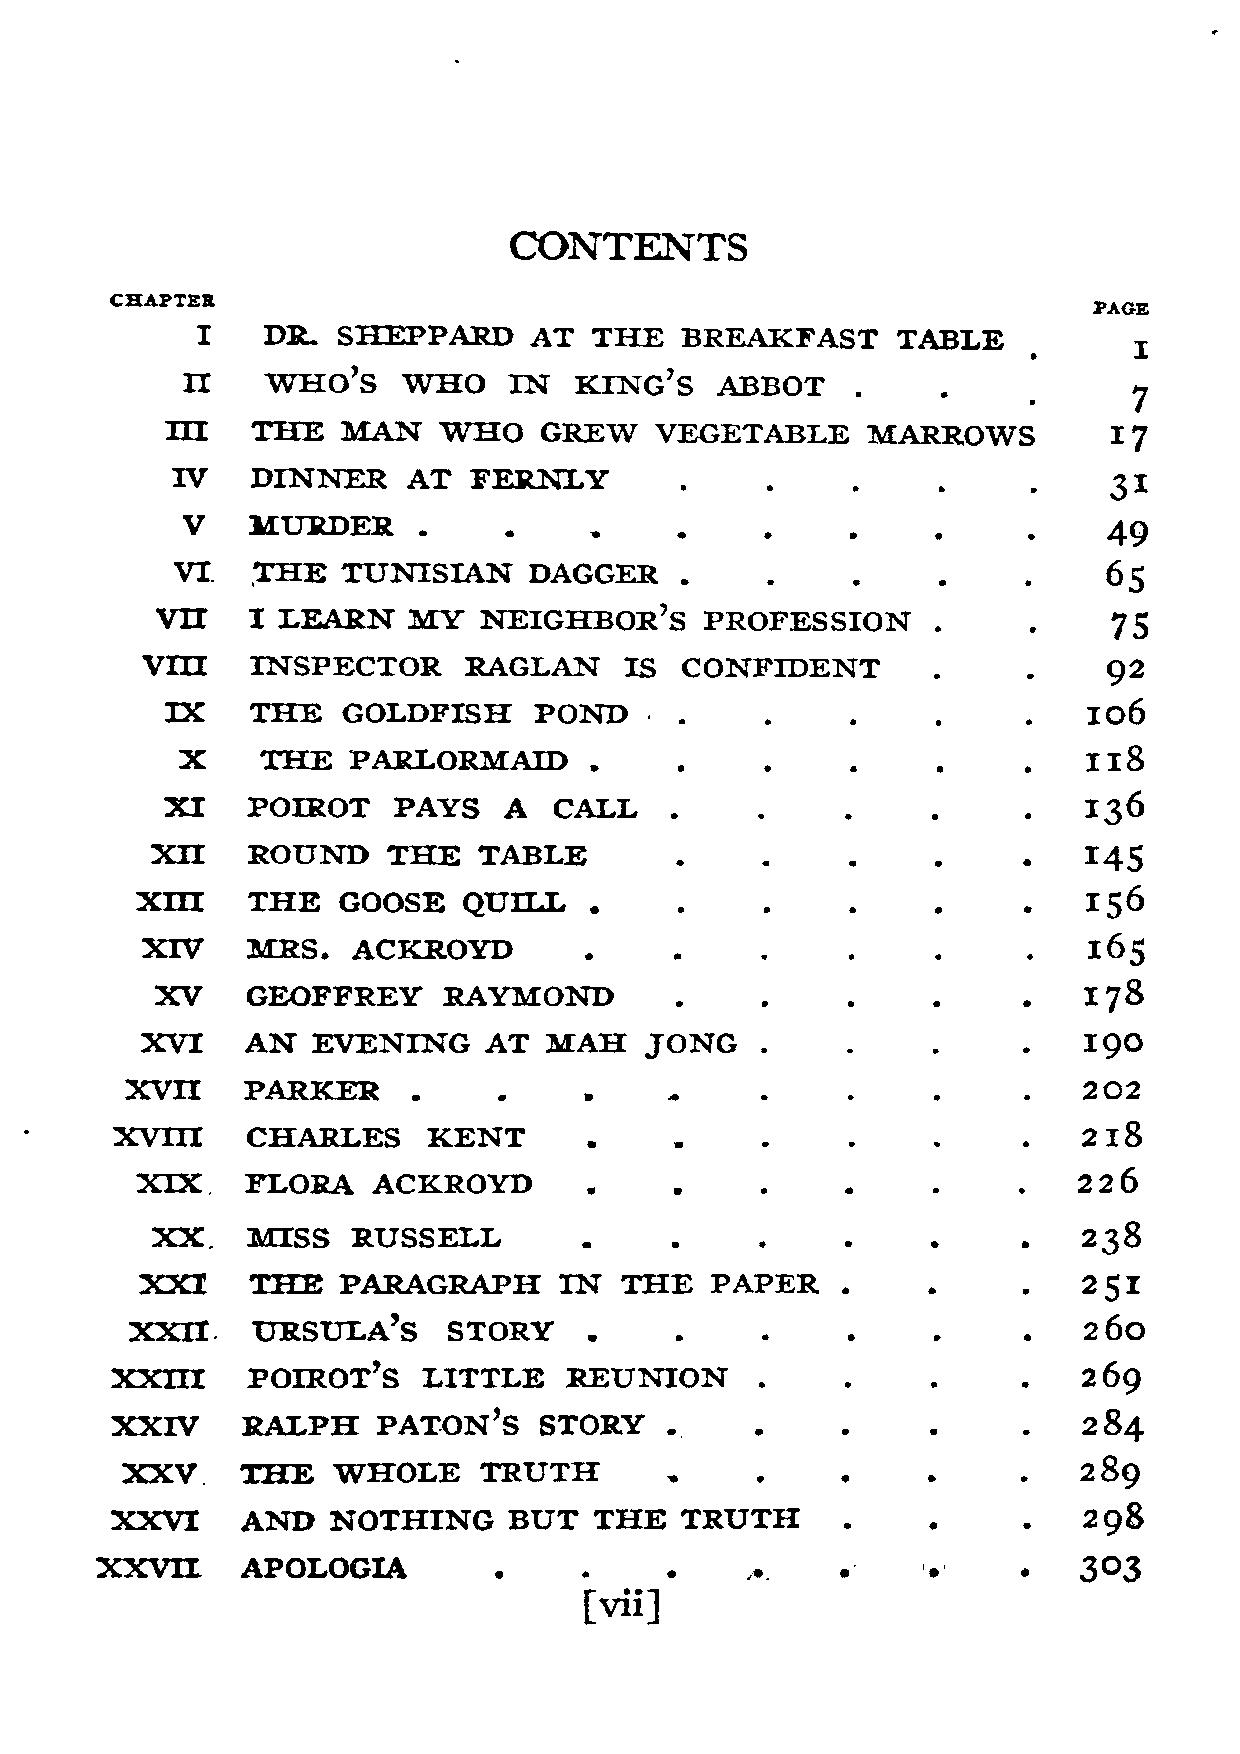 CONTENTS
CHAPTER PAGE
I DR. SHEPPARD AT THE BREAKFAST TABLE . 1
II WHO'S WHO IN KING'S ABBOT . . . 7
III THE MAN WHO GREW VEGETABLE MARROWS 17
IV DINNER AT FERNLY . . . . . 31
V MURDER . . . . . . . . 49
VI THE TUNISIAN DAGGER . . . . . 65
VII I LEARN MY NEIGHBOR'S PROFESSION . . 75
VIII INSPECTOR RAGLAN IS CONFIDENT . . 92
IX THE GOLDFISH POND . . . . . 106
X THE PARLORMAID . . . . . . 118
XI POIROT PAYS A CALL . . . . . 136
XII ROUND THE TABLE . . . . . 145
XIII THE GOOSE QUILL . . . . . . 156
XIV MRS. ACKROYD . . . . . . 165
XV GEOFFREY RAYMOND . . . . . 178
XVI AN EVENING AT MAH JONG . . . . 190
XVII PARKER . . . . . . . . 202
XVIII CHARLES KENT . . . . . . 218
XIX FLORA ACKROYD . . . . . . 226
XX MISS RUSSELL . . . . . . 238
XXI THE PARAGRAPH IN THE PAPER . . . 251
XXII URSULA'S STORY . . . . . . 260
XXIII POIROT'S LITTLE REUNION . . . . 269
XXIV RALPH PATON'S STORY . . . . . 284
XXV THE WHOLE TRUTH . . . . . 289
XXVI AND NOTHING BUT THE TRUTH . . . 298
XXVII APOLOGIA . . . . . . . 303
[vii]